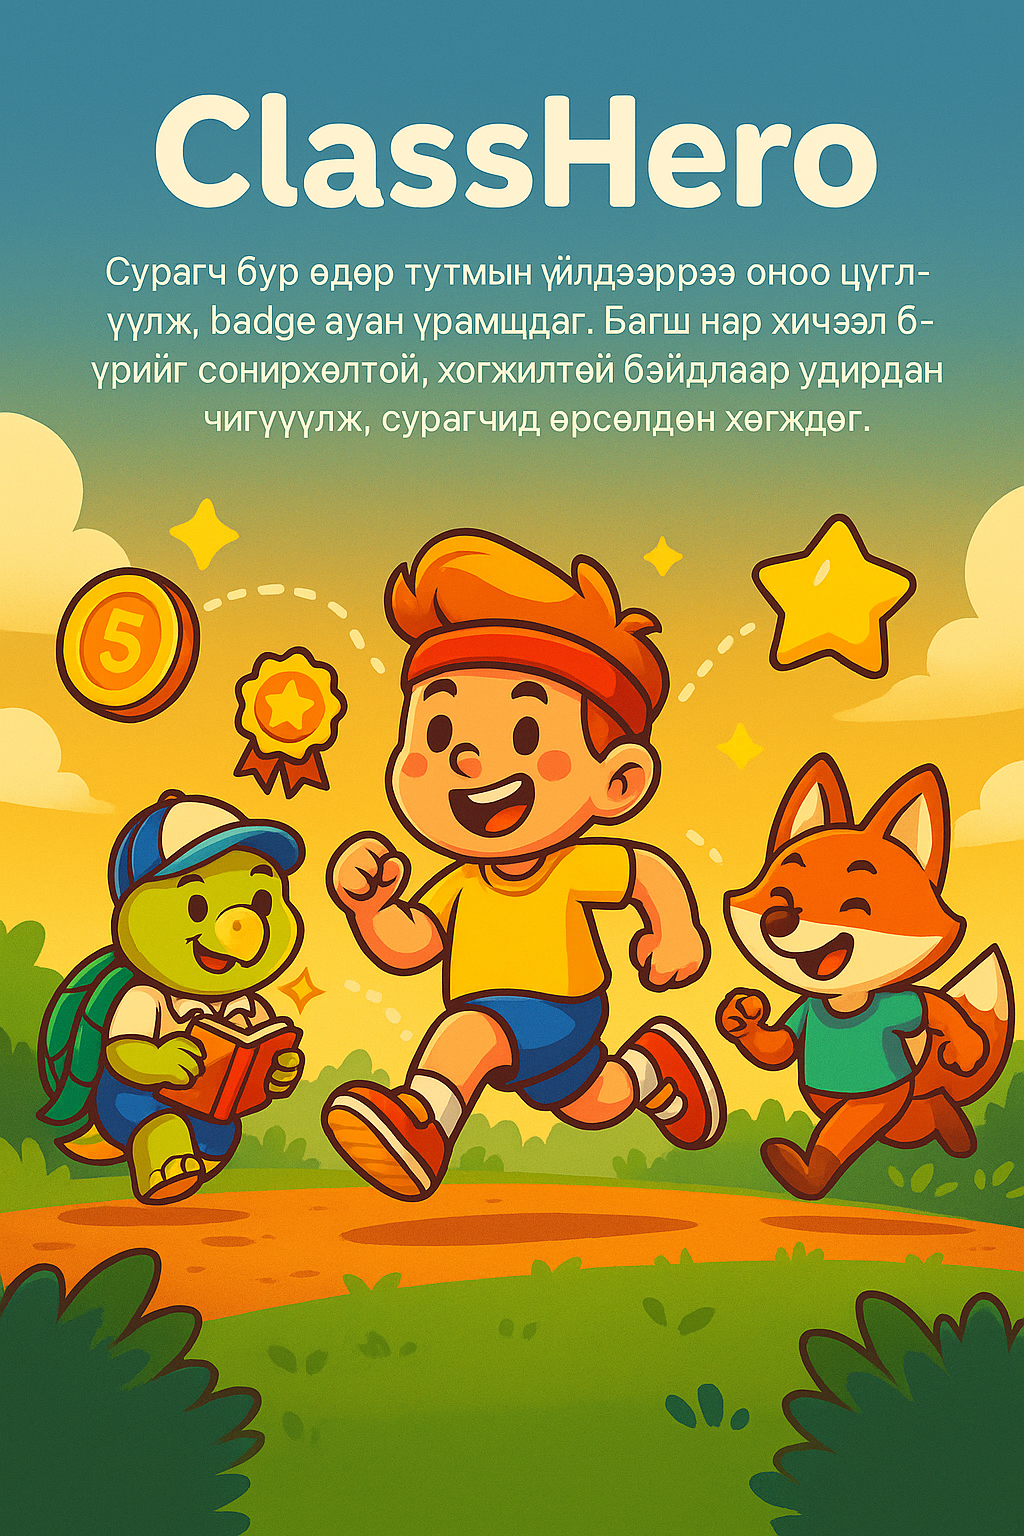 ClassHero
Сурагч бүр өдөр тутмын үйлдээррээ оноо цүгл-
үүлж, badge ауан үрамщдаг. Багш нар хичээл б-
үрийг сонирхөлтой, хогжилтөй бэйдлаар удирдан
чигүүүлж, сурагчид өрсөлдөн хөгждөг.
5